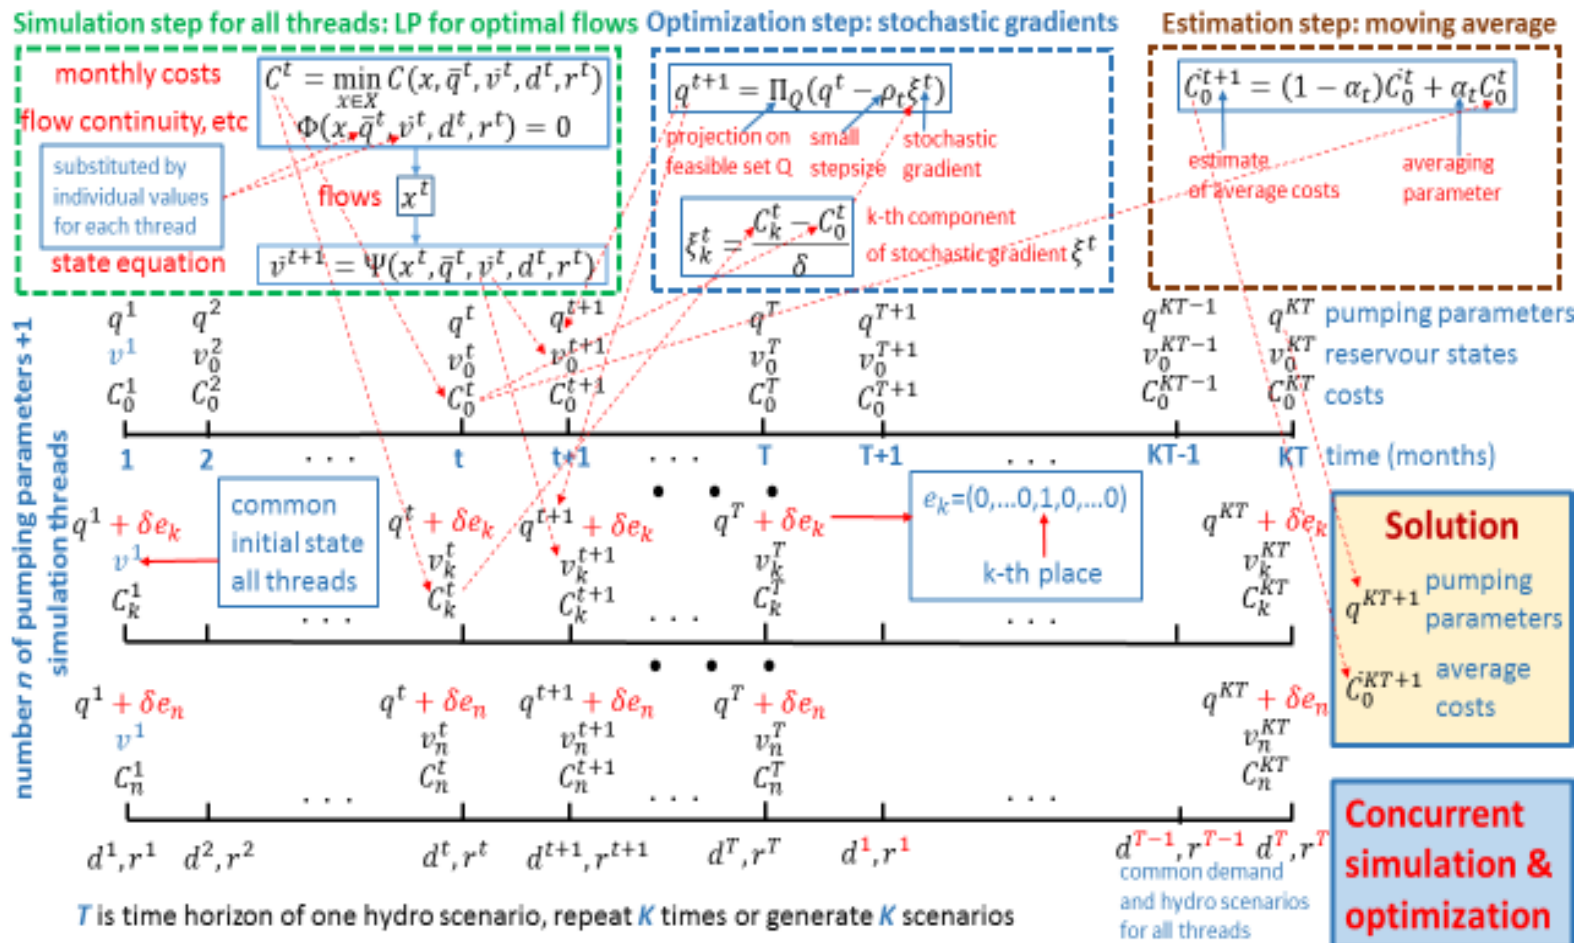 Simulation step for all threads: LP for optimal flows
monthly costs
C^t = min_{x∈X} C(x, q̄^t, v̇^t, d^t, r^t)
flow continuity, etc
Φ(x, q̄^t, v̇^t, d^t, r^t) = 0
substituted by
individual values
for each thread
flows
x^t
state equation
v̇^{t+1} = Ψ(x^t, q̄^t, v̇^t, d^t, r^t)
Optimization step: stochastic gradients
q^{t+1} = Π_Q(q^t − ρ_t ξ^t)
projection on
feasible set Q
small
stepsize
stochastic
gradient
ξ_k^t = (C_k^t − C_0^t) / δ
k-th component
of stochastic gradient ξ^t
Estimation step: moving average
Ċ_0^{t+1} = (1 − α_t)Ċ_0^t + α_t C_0^t
estimate
of average costs
averaging
parameter
number n of pumping parameters +1
simulation threads
q^1 q^2 q^t q^{t+1} q^T q^{T+1} q^{KT-1} q^{KT} pumping parameters
v^1 v_0^2 v_0^t v_0^{t+1} v_0^T v_0^{T+1} v_0^{KT-1} v_0^{KT} reservour states
C_0^1 C_0^2 C_0^t C_0^{t+1} C_0^T C_0^{T+1} C_0^{KT-1} C_0^{KT} costs
1 2 . . . t t+1 . . . T T+1 . . . KT-1 KT time (months)
common
initial state
all threads
e_k=(0,...0,1,0,...0)
k-th place
q^1 + δe_k q^t + δe_k q^{t+1} + δe_k q^T + δe_k q^{KT} + δe_k
v^1 v_k^t v_k^{t+1} v_k^T v_k^{KT}
C_k^1 C_k^t C_k^{t+1} C_k^T C_k^{KT}
. . . . . . . . .
q^1 + δe_n q^t + δe_n q^{t+1} + δe_n q^T + δe_n q^{KT} + δe_n
v^1 v_n^t v_n^{t+1} v_n^T v_n^{KT}
C_n^1 C_n^t C_n^{t+1} C_n^T C_n^{KT}
. . . . . . . . .
d^1, r^1 d^2, r^2 d^t, r^t d^{t+1}, r^{t+1} d^T, r^T d^1, r^1 d^{T-1}, r^{T-1} d^T, r^T
common demand
and hydro scenarios
for all threads
T is time horizon of one hydro scenario, repeat K times or generate K scenarios
Solution
q^{KT+1} pumping
parameters
Ċ_0^{KT+1} average
costs
Concurrent
simulation &
optimization